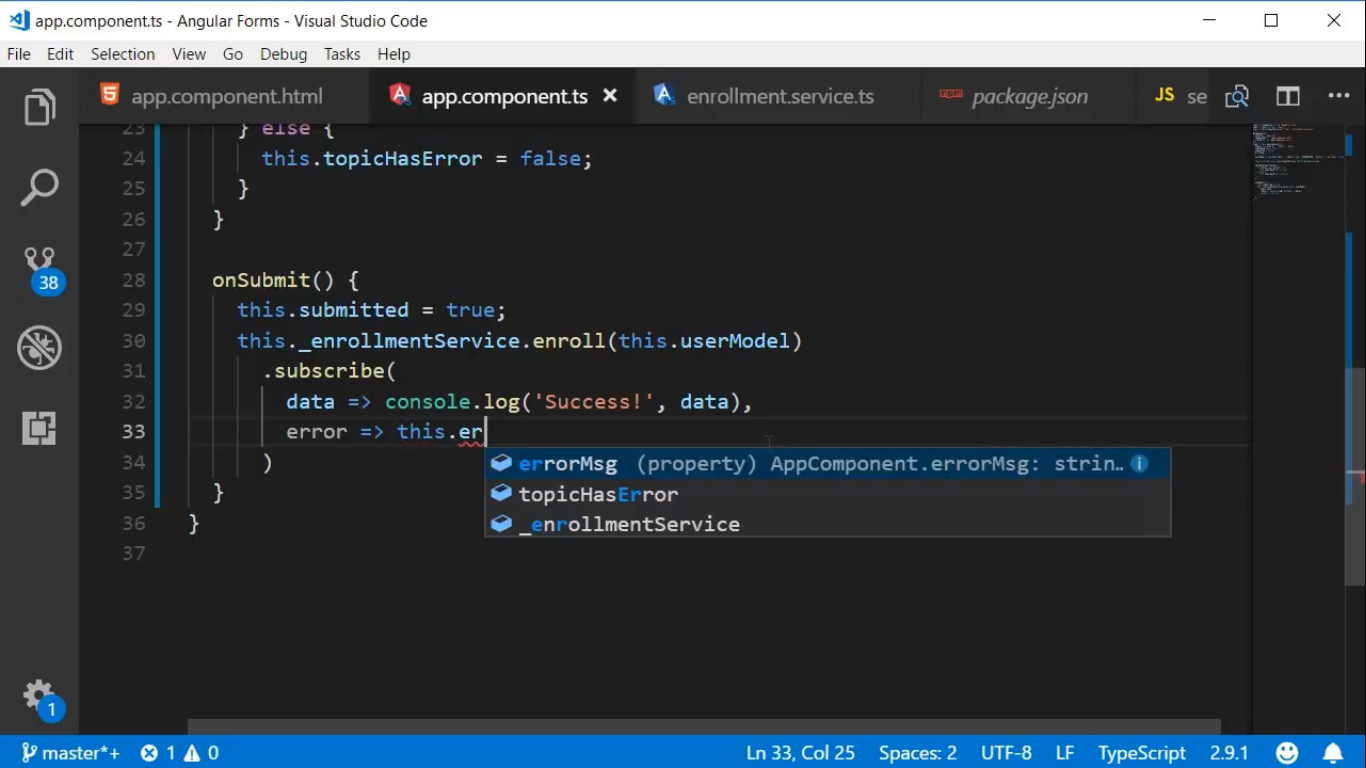 app.component.ts - Angular Forms - Visual Studio Code
File Edit Selection View Go Debug Tasks Help
app.component.html app.component.ts enrollment.service.ts package.json JS se
23 } else {
24 this.topicHasError = false;
25 }
26 }
27
28 onSubmit() {
29 this.submitted = true;
30 this._enrollmentService.enroll(this.userModel)
31 .subscribe(
32 data => console.log('Success!', data),
33 error => this.er
errorMsg (property) AppComponent.errorMsg: strin…
34 )
topicHasError
35 }
_enrollmentService
36 }
37
38
1
master*+ 1 0 Ln 33, Col 25 Spaces: 2 UTF-8 LF TypeScript 2.9.1